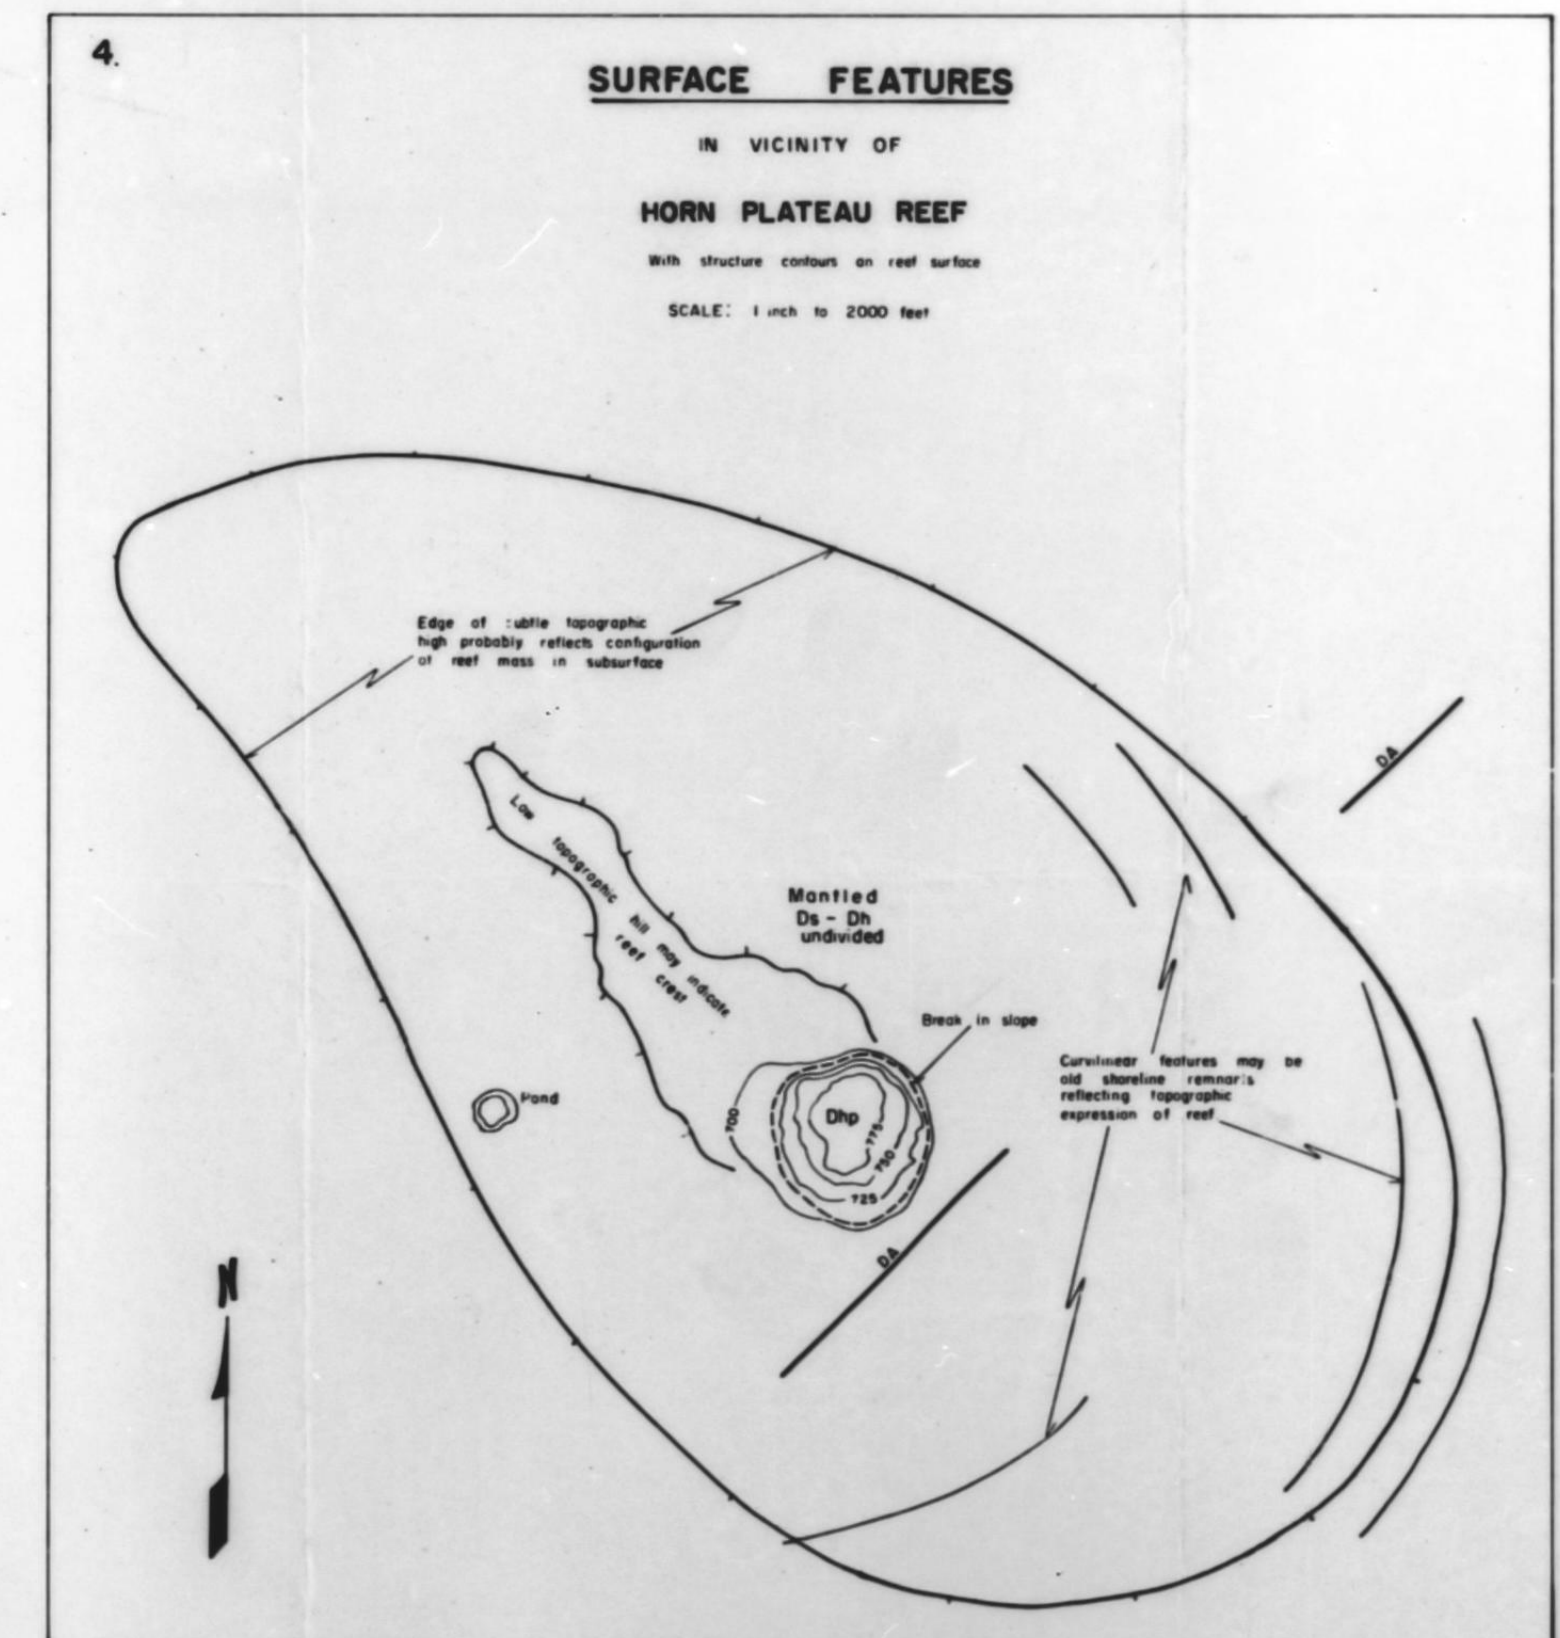 4.
SURFACE FEATURES
IN VICINITY OF
HORN PLATEAU REEF
With structure contours on reef surface
SCALE: 1 inch to 2000 feet
Edge of subtle topographic
high probably reflects configuration
of reef mass in subsurface
DA
Low topographic hill may indicate
reef crest
Mantled
Ds - Dh
undivided
Break in slope
Curvilinear features may be
old shoreline remnants
reflecting topographic
expression of reef
Pond
700
Dhp
775
750
725
DA
N